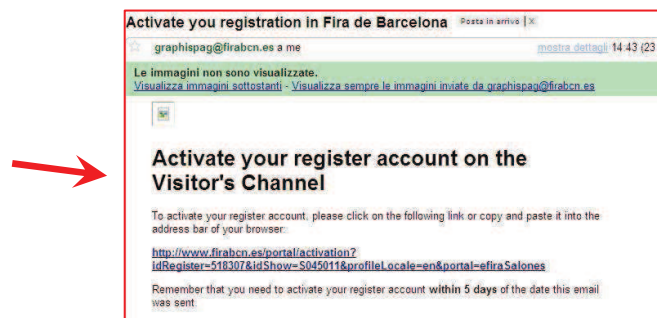 Activate you registration in Fira de Barcelona Posta in arrivo | X
graphispag@firabcn.es a me mostra dettagli 14:43 (23
Le immagini non sono visualizzate.
Visualizza immagini sottostanti - Visualizza sempre le immagini inviate da graphispag@firabcn.es
Activate your register account on the
Visitor's Channel
To activate your register account, please click on the following link or copy and paste it into the
address bar of your browser:
http://www.firabcn.es/portal/activation?
idRegister=518307&idShow=S045011&profileLocale=en&portal=efiraSalones
Remember that you need to activate your register account within 5 days of the date this email
was sent.